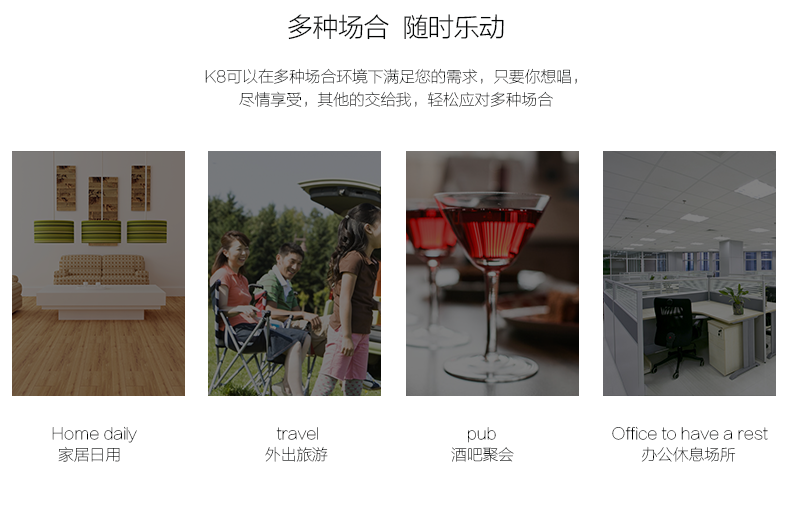 多种场合 随时乐动
K8可以在多种场合环境下满足您的需求，只要你想唱，
尽情享受，其他的交给我，轻松应对多种场合
Home daily
家居日用
travel
外出旅游
pub
酒吧聚会
Office to have a rest
办公休息场所